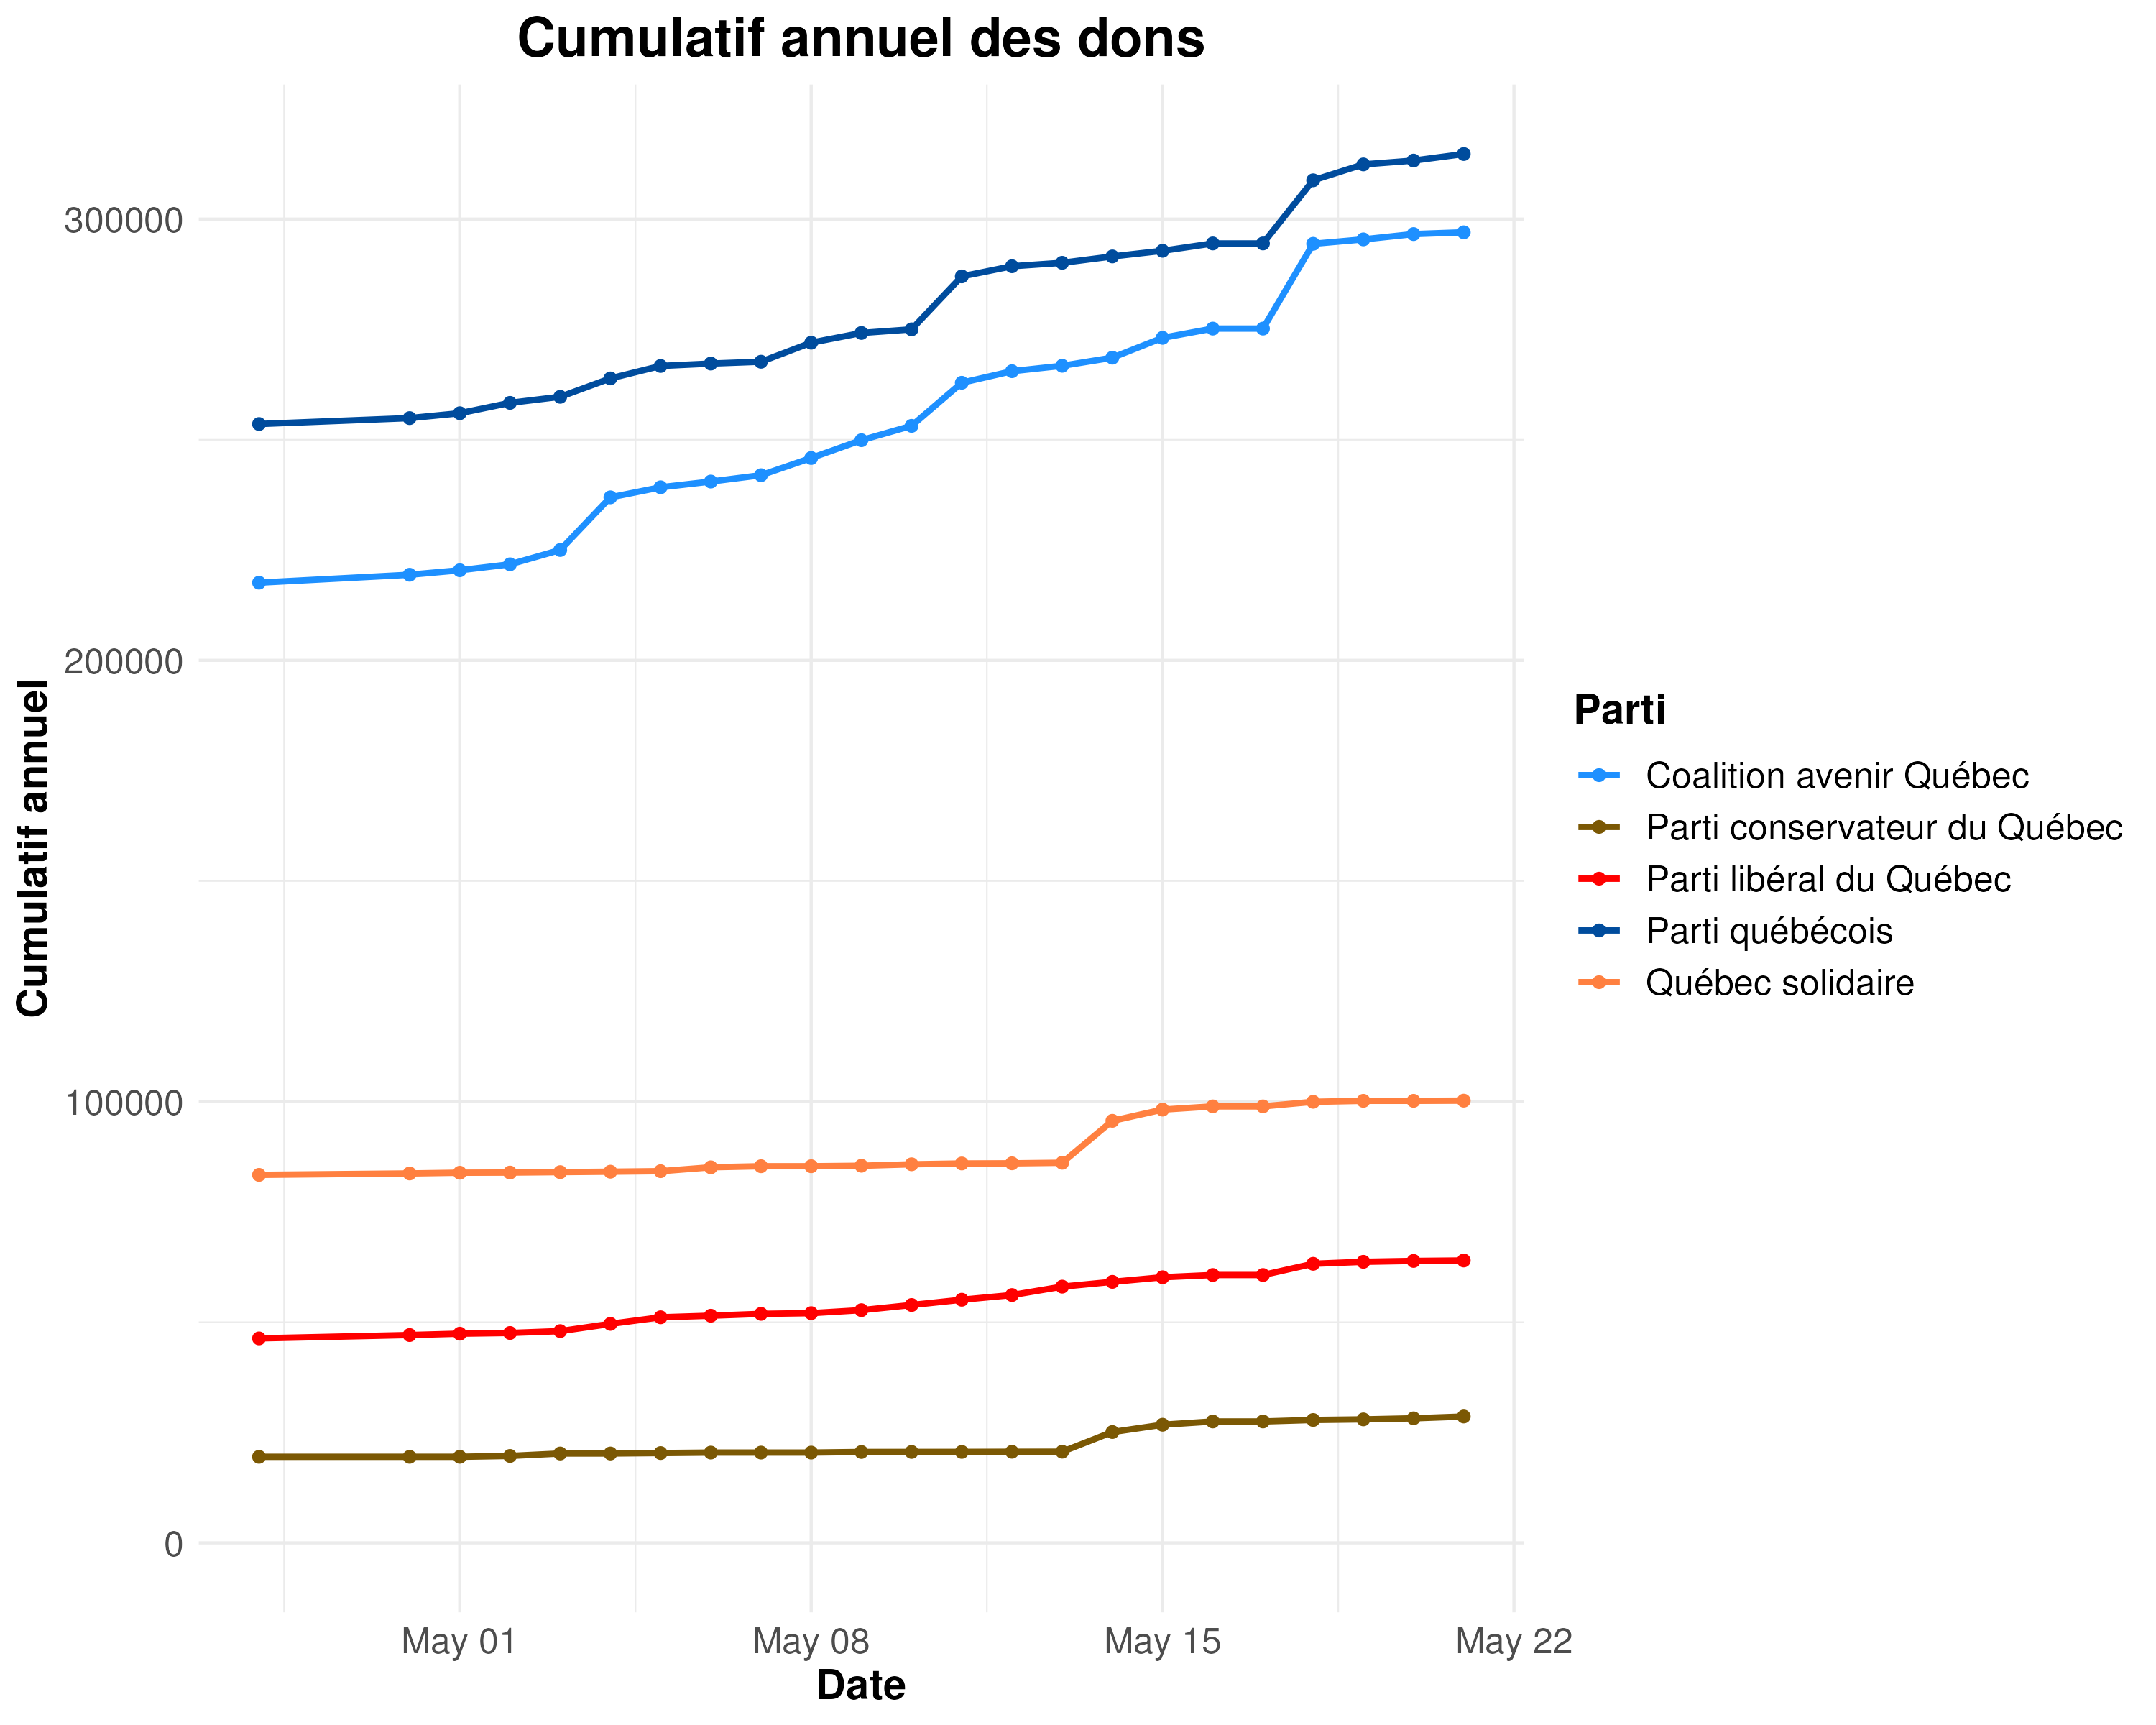 Cumulatif annuel des dons
Cumulatif annuel
300000
200000
100000
0
May 01
May 08
May 15
May 22
Date
Parti
Coalition avenir Québec
Parti conservateur du Québec
Parti libéral du Québec
Parti québécois
Québec solidaire